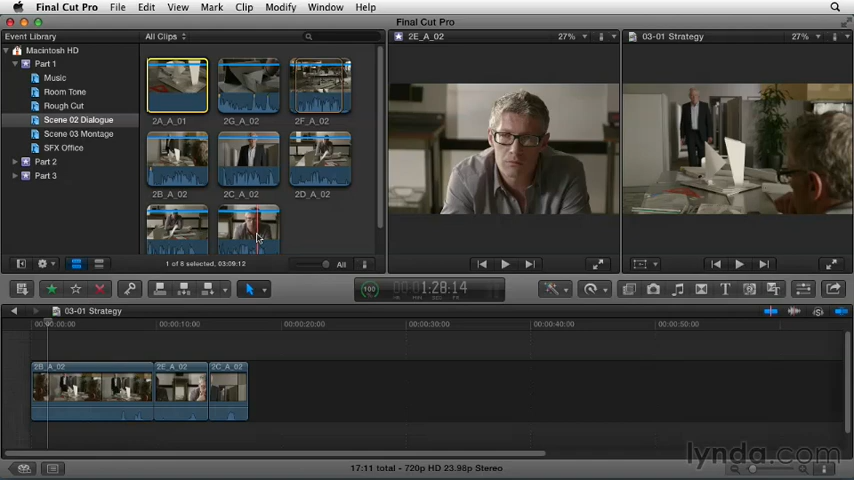 Final Cut Pro File Edit View Mark Clip Modify Window Help
Final Cut Pro
Event Library
All Clips
2E_A_02
27%
03-01 Strategy
27%
Macintosh HD
Part 1
Music
Room Tone
Rough Cut
Scene 02 Dialogue
Scene 03 Montage
SFX Office
Part 2
Part 3
2A_A_01 2G_A_02 2F_A_02
2B_A_02 2C_A_02 2D_A_02
1 of 8 selected, 03:09:12
All
100
1:28:14
03-01 Strategy
00:00:00:00 00:00:10:00 00:00:20:00 00:00:30:00 00:00:40:00 00:00:50:00
2B_A_02 2E_A_02 2C_A_02
lynda.com
17:11 total - 720p HD 23.98p Stereo